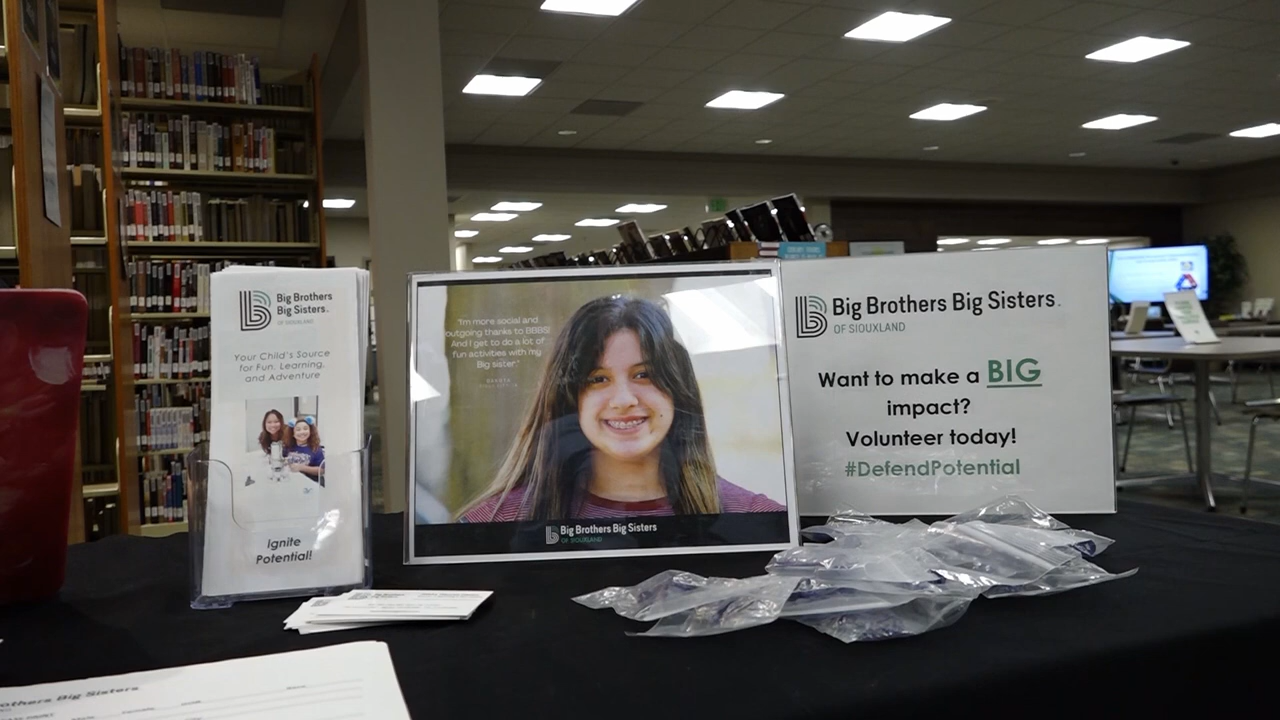 Big Brothers
Big Sisters.
OF SIOUXLAND
Your Child's Source
for Fun, Learning,
and Adventure
Ignite
Potential!
"I'm more social and
outgoing thanks to BBBS!
And I get to do a lot of
fun activities with my
Big sister."
Big Brothers Big Sisters
OF SIOUXLAND
Big Brothers Big Sisters.
OF SIOUXLAND
Want to make a BIG
impact?
Volunteer today!
#DefendPotential
Big Sisters